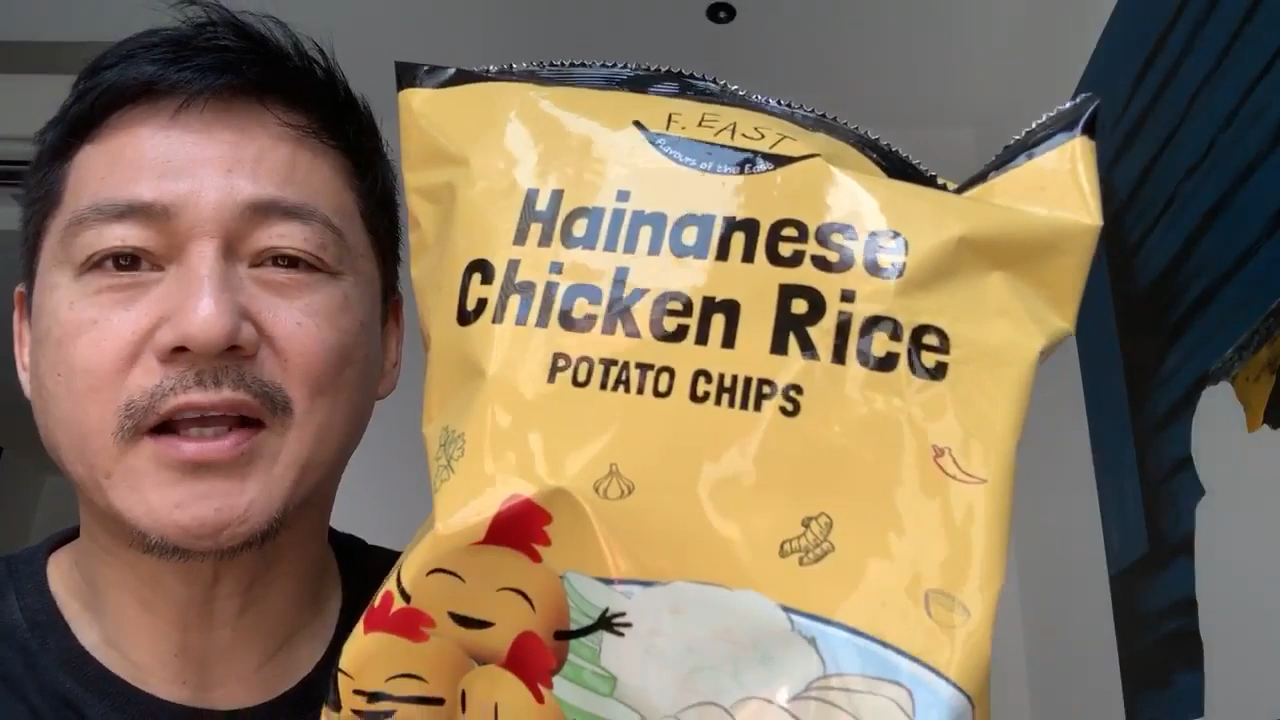 F.EAST
Flavours of the East
Hainanese
Chicken Rice
POTATO CHIPS